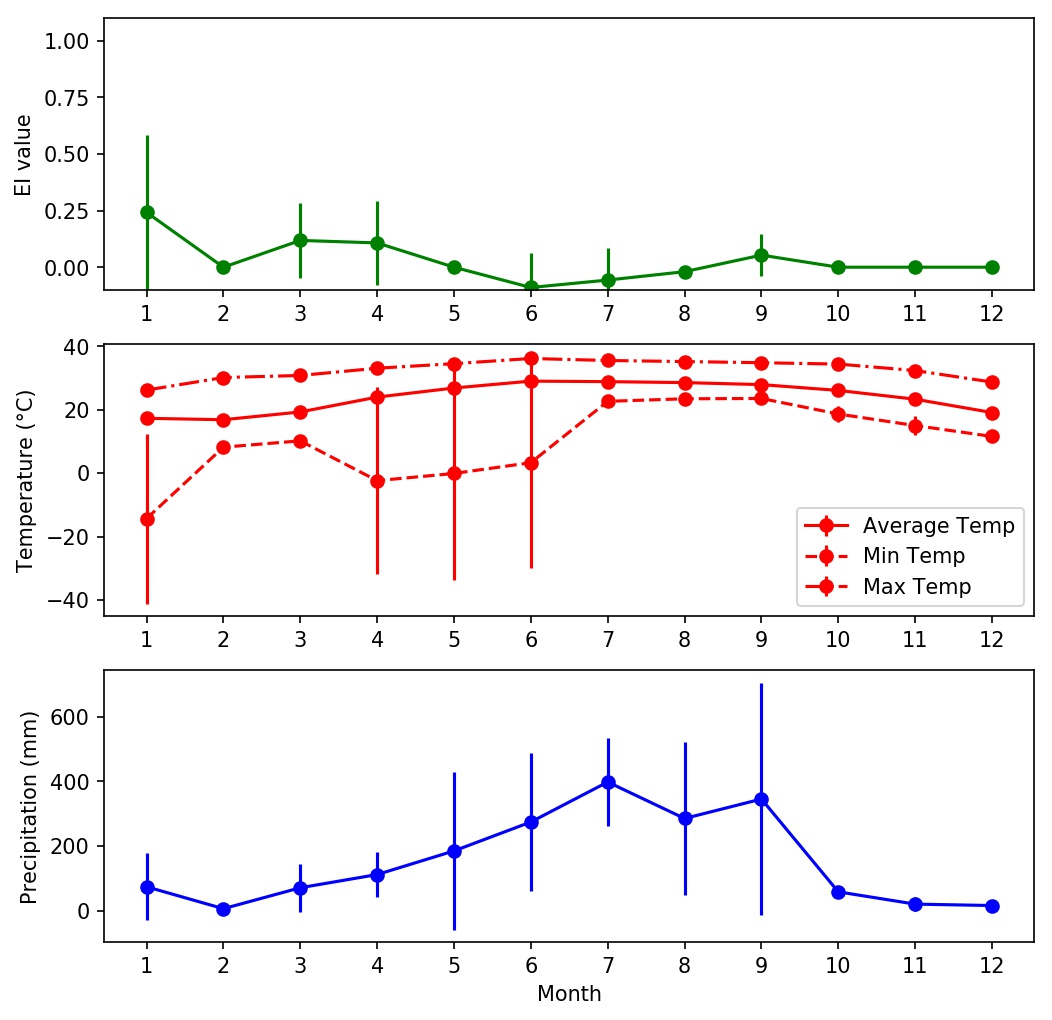 EI value
1.00
0.75
0.50
0.25
0.00
1 2 3 4 5 6 7 8 9 10 11 12
Temperature (°C)
40
20
0
−20
−40
Average Temp
Min Temp
Max Temp
1 2 3 4 5 6 7 8 9 10 11 12
Precipitation (mm)
600
400
200
0
1 2 3 4 5 6 7 8 9 10 11 12
Month